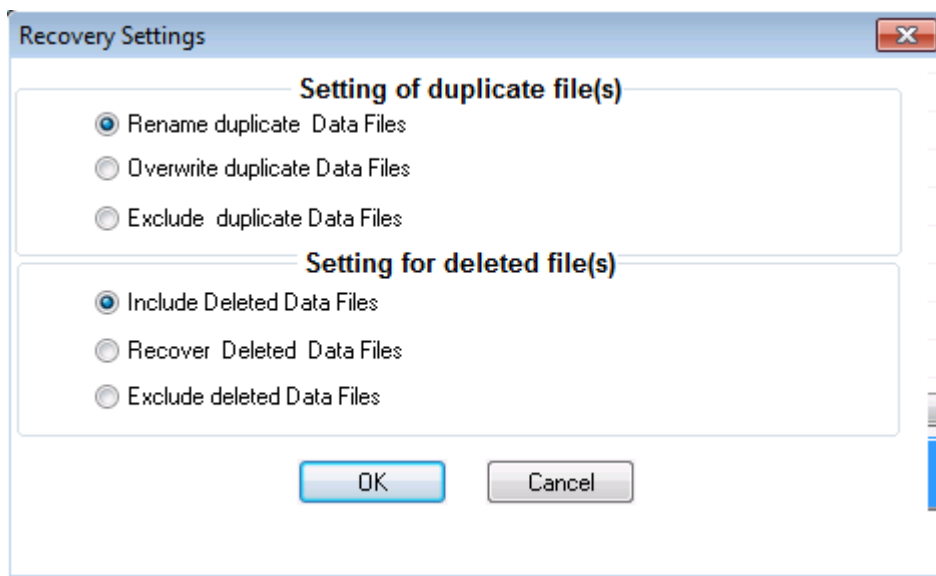 Recovery Settings
Setting of duplicate file(s)
Rename duplicate Data Files
Overwrite duplicate Data Files
Exclude duplicate Data Files
Setting for deleted file(s)
Include Deleted Data Files
Recover Deleted Data Files
Exclude deleted Data Files
OK Cancel